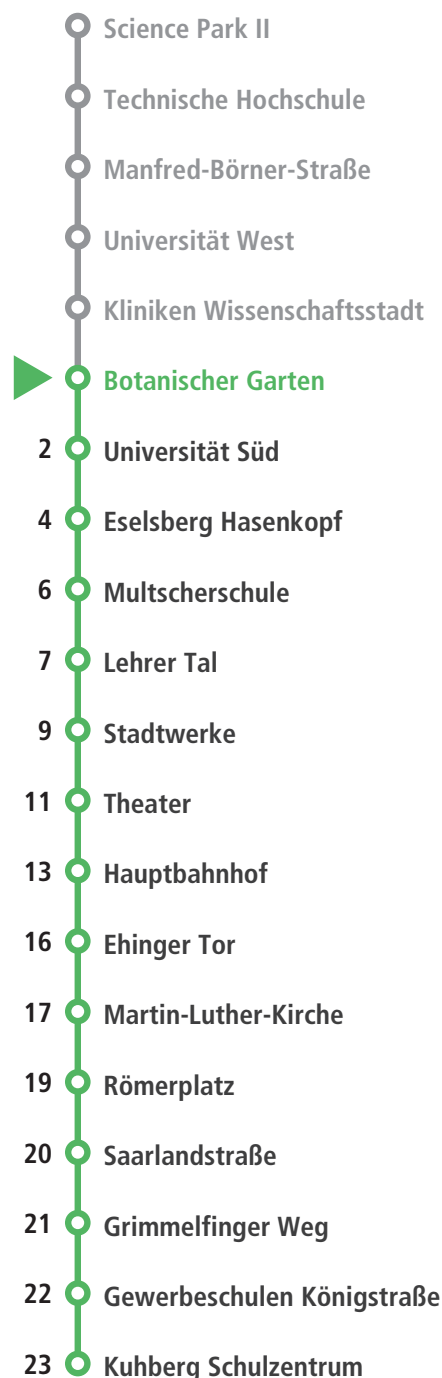 Science Park II
Technische Hochschule
Manfred-Börner-Straße
Universität West
Kliniken Wissenschaftsstadt
Botanischer Garten
2 Universität Süd
4 Eselsberg Hasenkopf
6 Multscherschule
7 Lehrer Tal
9 Stadtwerke
11 Theater
13 Hauptbahnhof
16 Ehinger Tor
17 Martin-Luther-Kirche
19 Römerplatz
20 Saarlandstraße
21 Grimmelfinger Weg
22 Gewerbeschulen Königstraße
23 Kuhberg Schulzentrum